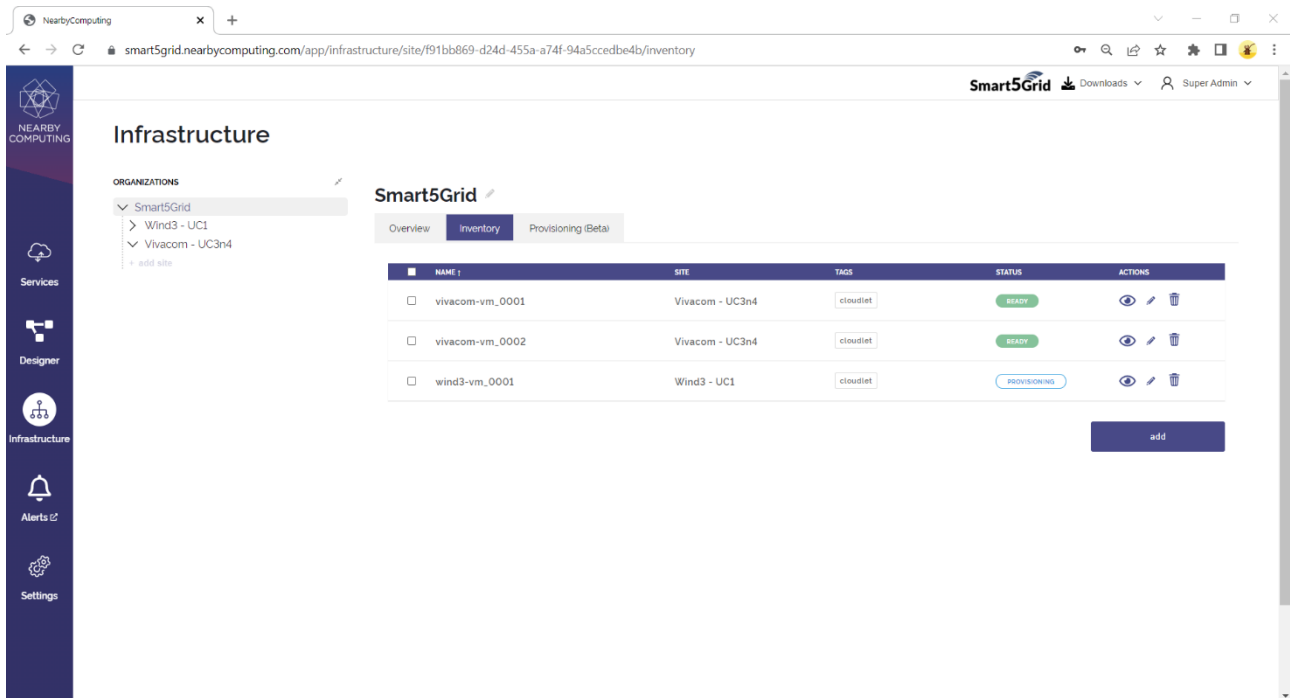 NearbyComputing
smart5grid.nearbycomputing.com/app/infrastructure/site/f91bb869-d24d-455a-a74f-94a5ccedbe4b/inventory
NEARBY
COMPUTING
Smart5Grid Downloads Super Admin
Infrastructure
ORGANIZATIONS
Smart5Grid
Wind3 - UC1
Vivacom - UC3n4
+ add site
Smart5Grid
Overview Inventory Provisioning (Beta)
NAME ↑ SITE TAGS STATUS ACTIONS
vivacom-vm_0001 Vivacom - UC3n4 cloudlet READY
vivacom-vm_0002 Vivacom - UC3n4 cloudlet READY
wind3-vm_0001 Wind3 - UC1 cloudlet PROVISIONING
add
Services
Designer
Infrastructure
Alerts
Settings